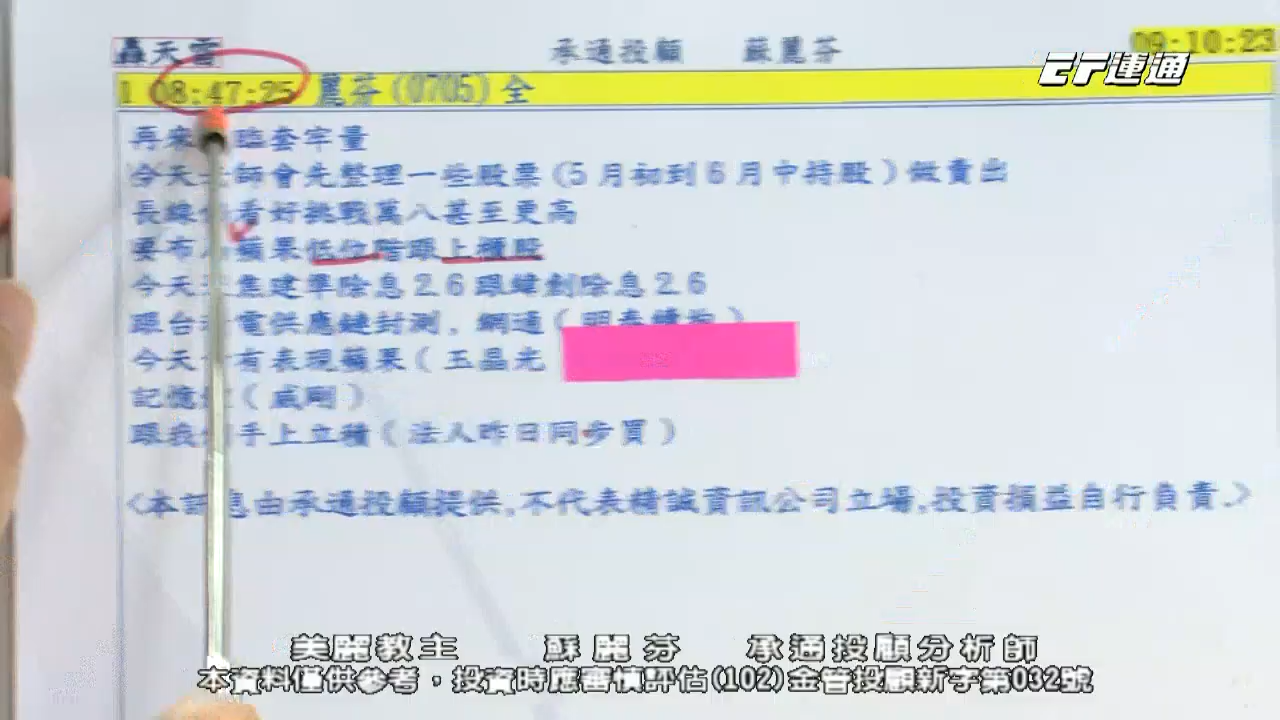 轟天雷 承通投顧 蘇麗芬 09:10:23
EF運通
1 08:47:25 麗芬(0705)全
再來 臨套牢量
今天 師會先整理一些股票(5月初到6月中持股)做賣出
長線 看好挑戰萬八甚至更高
要布 蘋果低位階跟上櫃股
今天 焦建準除息2.6跟緯創除息2.6
跟台 電供應鏈封測,網通(
今天 有表現蘋果(玉晶光
記憶 (威剛)
跟我 手上立積(法人昨日同步買)
<本訊息由承通投顧提供,不代表精誠資訊公司立場,投資損益自行負責.>
美麗教主 蘇麗芬 承通投顧分析師
本資料僅供參考,投資時應審慎評估(102)金管投顧新字第032號